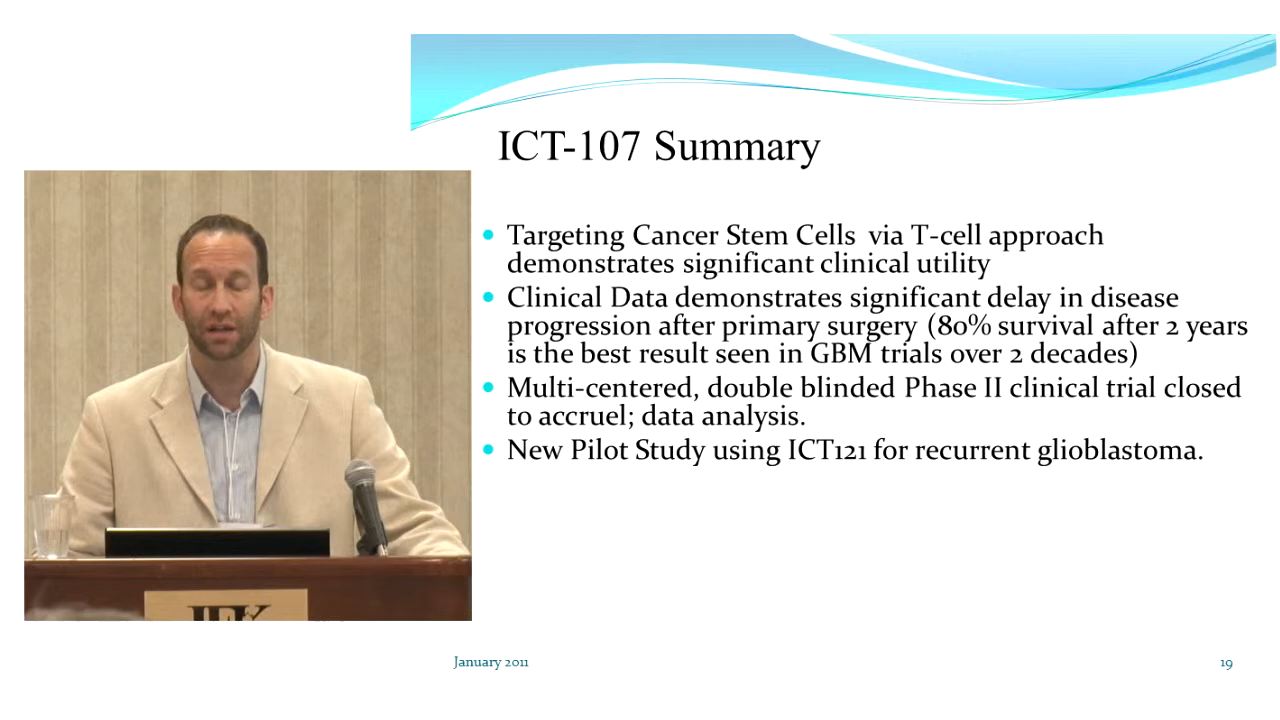 ICT-107 Summary
• Targeting Cancer Stem Cells via T-cell approach
demonstrates significant clinical utility
• Clinical Data demonstrates significant delay in disease
progression after primary surgery (80% survival after 2 years
is the best result seen in GBM trials over 2 decades)
• Multi-centered, double blinded Phase II clinical trial closed
to accruel; data analysis.
• New Pilot Study using ICT121 for recurrent glioblastoma.
January 2011
19